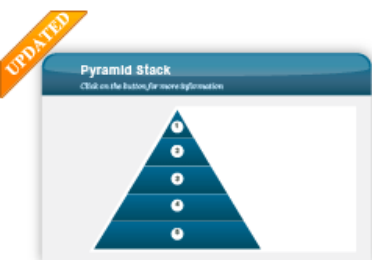 UPDATED
Pyramid Stack
Click on the button for more information
1
2
3
4
5